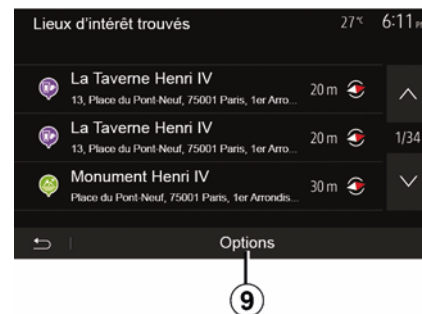 Lieux d'intérêt trouvés 27°C 6:11
La Taverne Henri IV
13, Place du Pont-Neuf, 75001 Paris, 1er Arro... 20 m
La Taverne Henri IV
13, Place du Pont-Neuf, 75001 Paris, 1er Arro... 20 m
1/34
Monument Henri IV
Place du Pont-Neuf, 75001 Paris, 1er Arrondis... 30 m
Options
9